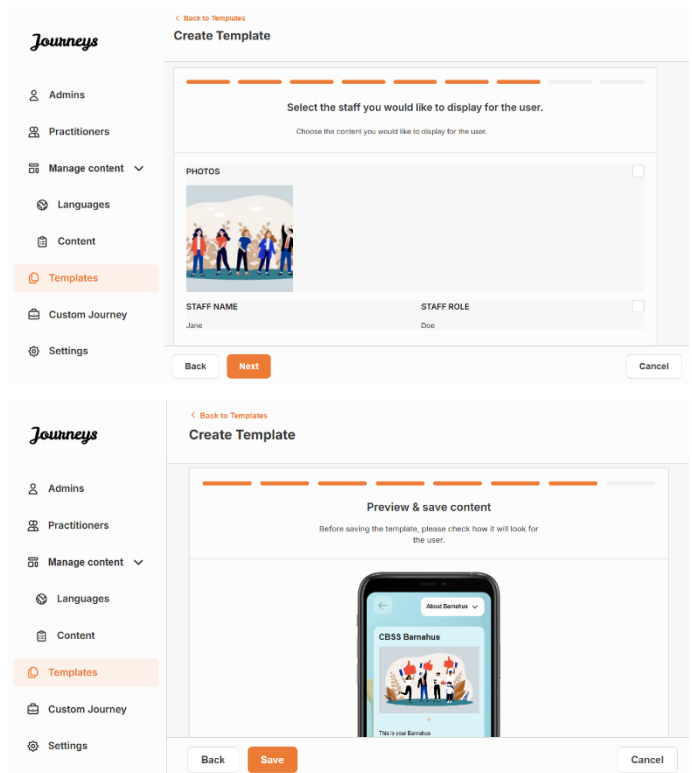 < Back to Templates
Journeys
Create Template
Admins
Practitioners
Manage content
Languages
Content
Templates
Custom Journey
Settings
Select the staff you would like to display for the user.
Choose the content you would like to display for the user.
PHOTOS
STAFF NAME STAFF ROLE
Jane Doe
Back Next Cancel
< Back to Templates
Journeys
Create Template
Admins
Practitioners
Manage content
Languages
Content
Templates
Custom Journey
Settings
Preview & save content
Before saving the template, please check how it will look for
the user.
About Barnahus
CBSS Barnahus
This is your Barnahus
Back Save Cancel